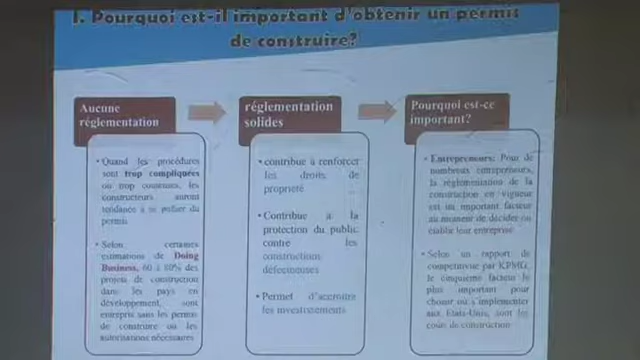 I. Pourquoi est-il important d'obtenir un permis
de construire?
Aucune
réglementation
• Quand les procédures
sont trop compliquées
ou trop couteuses, les
constructeurs auront
tendance à se passer du
permis
• Selon certaines
estimations de Doing
Business, 60 à 80% des
projets de construction
dans les pays en
développement, sont
entrepris sans les permis
de construire ou les
autorisations nécessaires
réglementation
solides
• contribue à renforcer
les droits de
propriété
• Contribue à la
protection du public
contre les
constructions
défectueuses
• Permet d'accroitre
les investissements
Pourquoi est-ce
important?
• Entrepreneurs: Pour de
nombreux entrepreneurs,
la réglementation de la
construction en vigueur
est un important facteur
au moment de décider où
établir leur entreprise
• Selon un rapport de
compétitivité par KPMG,
le cinquième facteur le
plus important pour
choisir où s'implémenter
aux Etats-Unis, sont les
coûts de construction